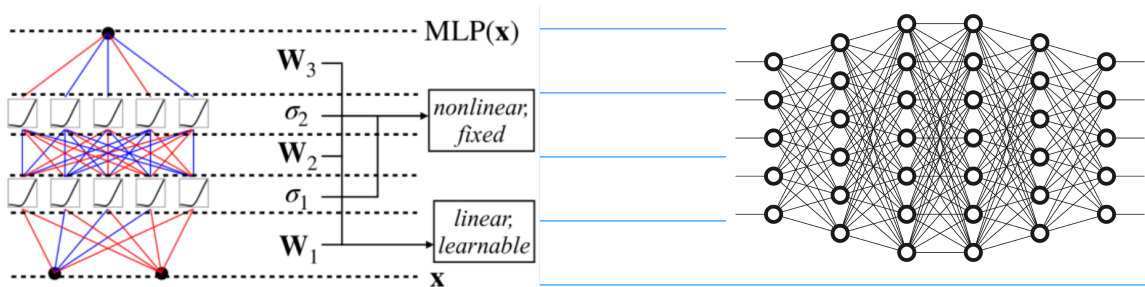 MLP(x)
W₃
σ₂
nonlinear,
fixed
W₂
σ₁
linear,
learnable
W₁
x